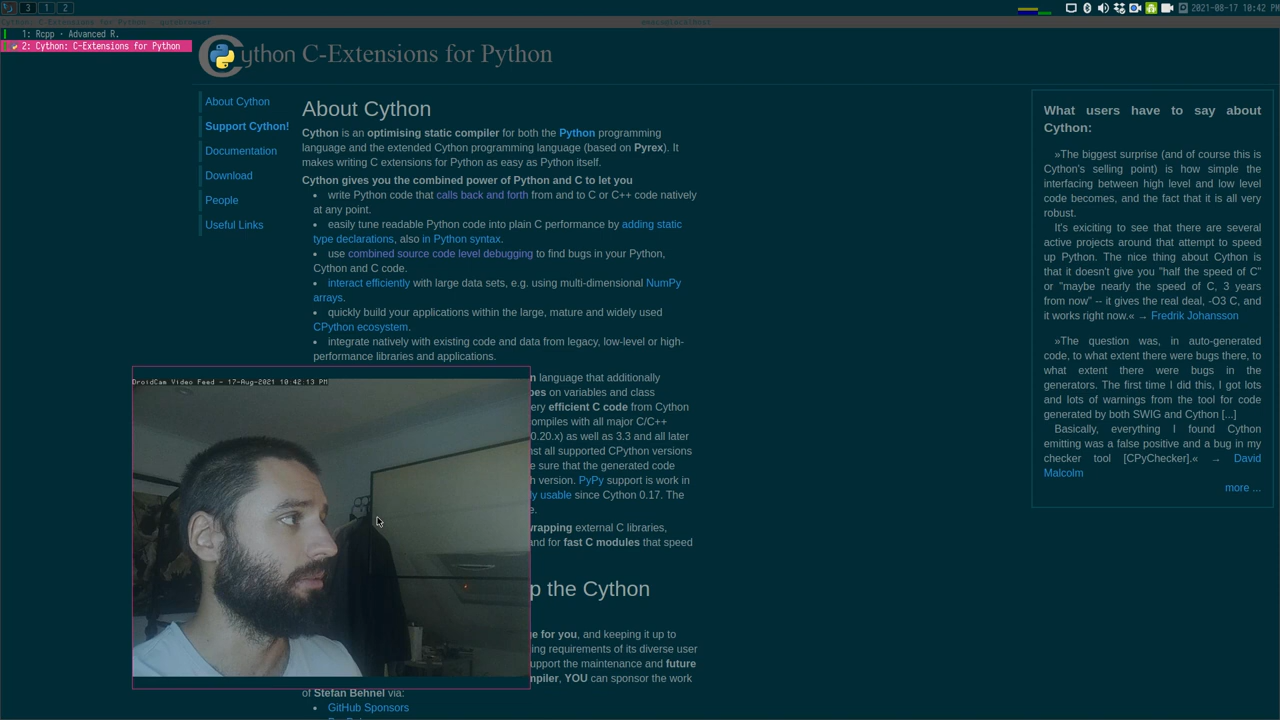 3 1 2
2021-08-17 10:42 PM
Cython: C-Extensions for Python - qutebrowser
emacs@localhost
1: Rcpp · Advanced R.
2: Cython: C-Extensions for Python
Cython C-Extensions for Python
About Cython
Support Cython!
Documentation
Download
People
Useful Links
About Cython
Cython is an optimising static compiler for both the Python programming
language and the extended Cython programming language (based on Pyrex). It
makes writing C extensions for Python as easy as Python itself.
Cython gives you the combined power of Python and C to let you
• write Python code that calls back and forth from and to C or C++ code natively
at any point.
• easily tune readable Python code into plain C performance by adding static
type declarations, also in Python syntax.
• use combined source code level debugging to find bugs in your Python,
Cython and C code.
• interact efficiently with large data sets, e.g. using multi-dimensional NumPy
arrays.
• quickly build your applications within the large, mature and widely used
CPython ecosystem.
• integrate natively with existing code and data from legacy, low-level or high-
performance libraries and applications.
n language that additionally
pes on variables and class
ery efficient C code from Cython
ompiles with all major C/C++
0.20.x) as well as 3.3 and all later
st all supported CPython versions
e sure that the generated code
h version. PyPy support is work in
ly usable since Cython 0.17. The
e.
wrapping external C libraries,
and for fast C modules that speed
p the Cython
ge for you, and keeping it up to
ing requirements of its diverse user
upport the maintenance and future
mpiler, YOU can sponsor the work
of Stefan Behnel via:
• GitHub Sponsors
DroidCam Video Feed - 17-Aug-2021 10:42:13 PM
What users have to say about
Cython:
»The biggest surprise (and of course this is
Cython's selling point) is how simple the
interfacing between high level and low level
code becomes, and the fact that it is all very
robust.
It's exiciting to see that there are several
active projects around that attempt to speed
up Python. The nice thing about Cython is
that it doesn't give you "half the speed of C"
or "maybe nearly the speed of C, 3 years
from now" -- it gives the real deal, -O3 C, and
it works right now.« → Fredrik Johansson
»The question was, in auto-generated
code, to what extent there were bugs there, to
what extent there were bugs in the
generators. The first time I did this, I got lots
and lots of warnings from the tool for code
generated by both SWIG and Cython [...]
Basically, everything I found Cython
emitting was a false positive and a bug in my
checker tool [CPyChecker].« → David
Malcolm
more ...